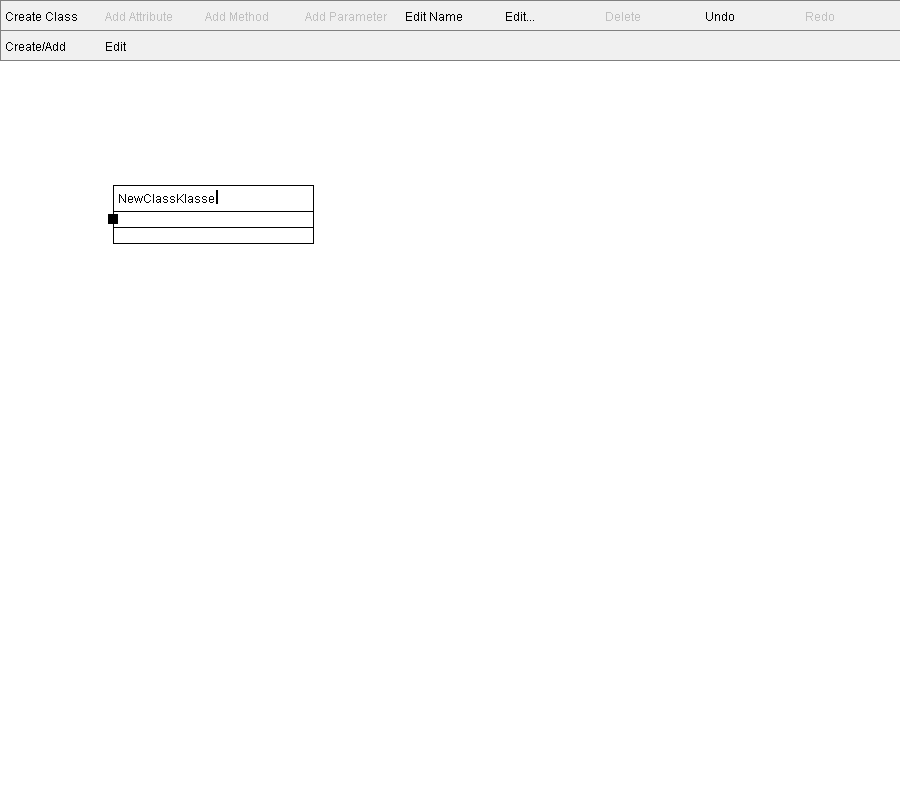 Create Class Add Attribute Add Method Add Parameter Edit Name Edit... Delete Undo Redo
Create/Add Edit
NewClassKlasse